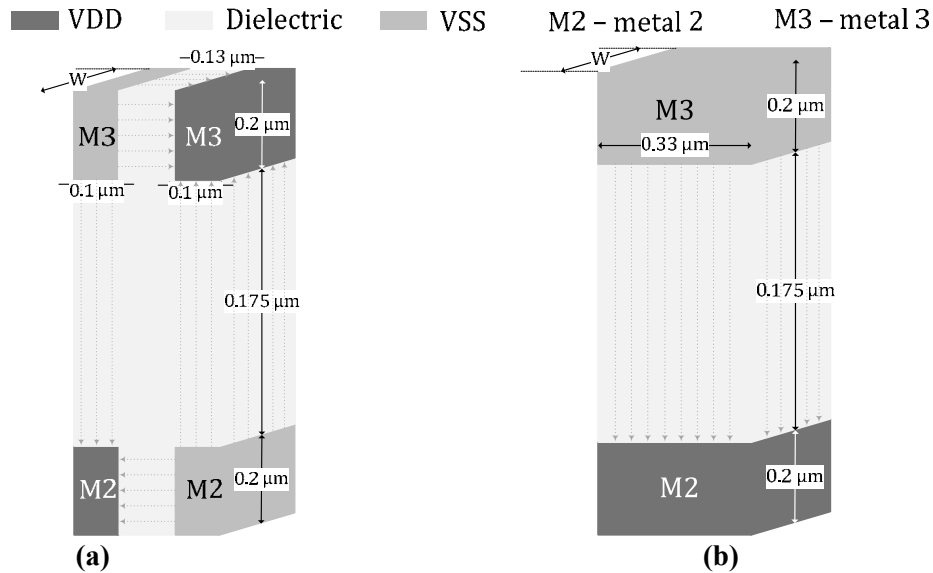 VDD Dielectric VSS M2 – metal 2 M3 – metal 3
W 0.13 μm
M3 M3 0.2 μm
0.1 μm 0.1 μm
0.175 μm
M2 M2 0.2 μm
(a)
W
M3 0.2 μm
0.33 μm
0.175 μm
M2 0.2 μm
(b)